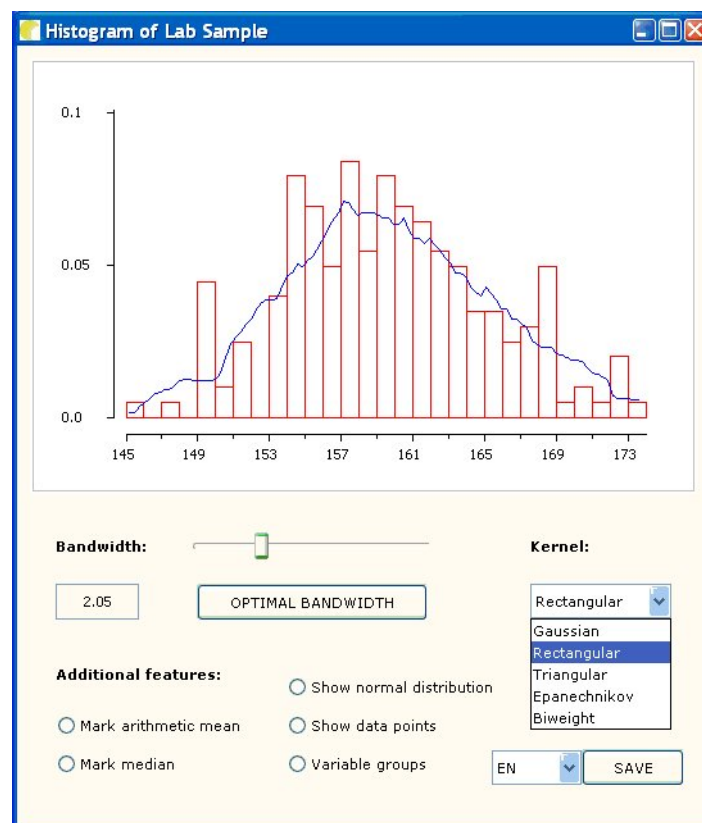 Histogram of Lab Sample
0.1
0.05
0.0
145 149 153 157 161 165 169 173
Bandwidth:
Kernel:
2.05
OPTIMAL BANDWIDTH
Rectangular
Gaussian
Rectangular
Triangular
Epanechnikov
Biweight
Additional features:
Show normal distribution
Mark arithmetic mean
Show data points
Mark median
Variable groups
EN
SAVE